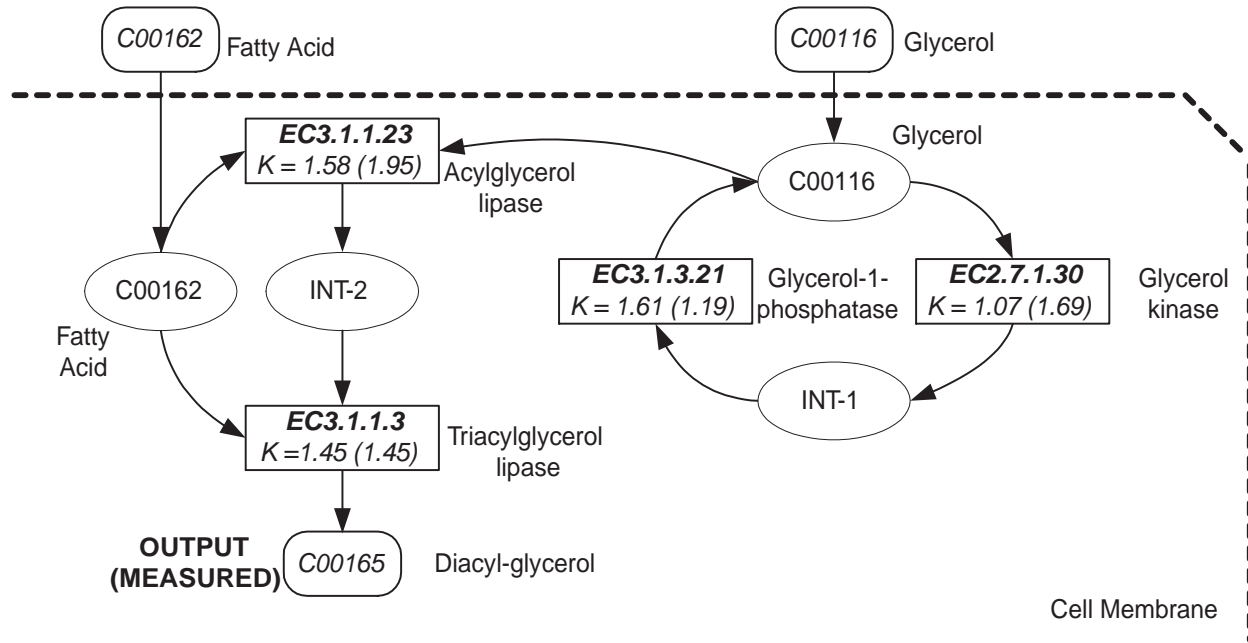 C00162
Fatty Acid
C00116
Glycerol
EC3.1.1.23
K = 1.58 (1.95)
Acylglycerol
lipase
Glycerol
C00116
C00162
Fatty
Acid
INT-2
EC3.1.3.21
K = 1.61 (1.19)
Glycerol-1-
phosphatase
EC2.7.1.30
K = 1.07 (1.69)
Glycerol
kinase
INT-1
EC3.1.1.3
K =1.45 (1.45)
Triacylglycerol
lipase
OUTPUT
(MEASURED)
C00165
Diacyl-glycerol
Cell Membrane